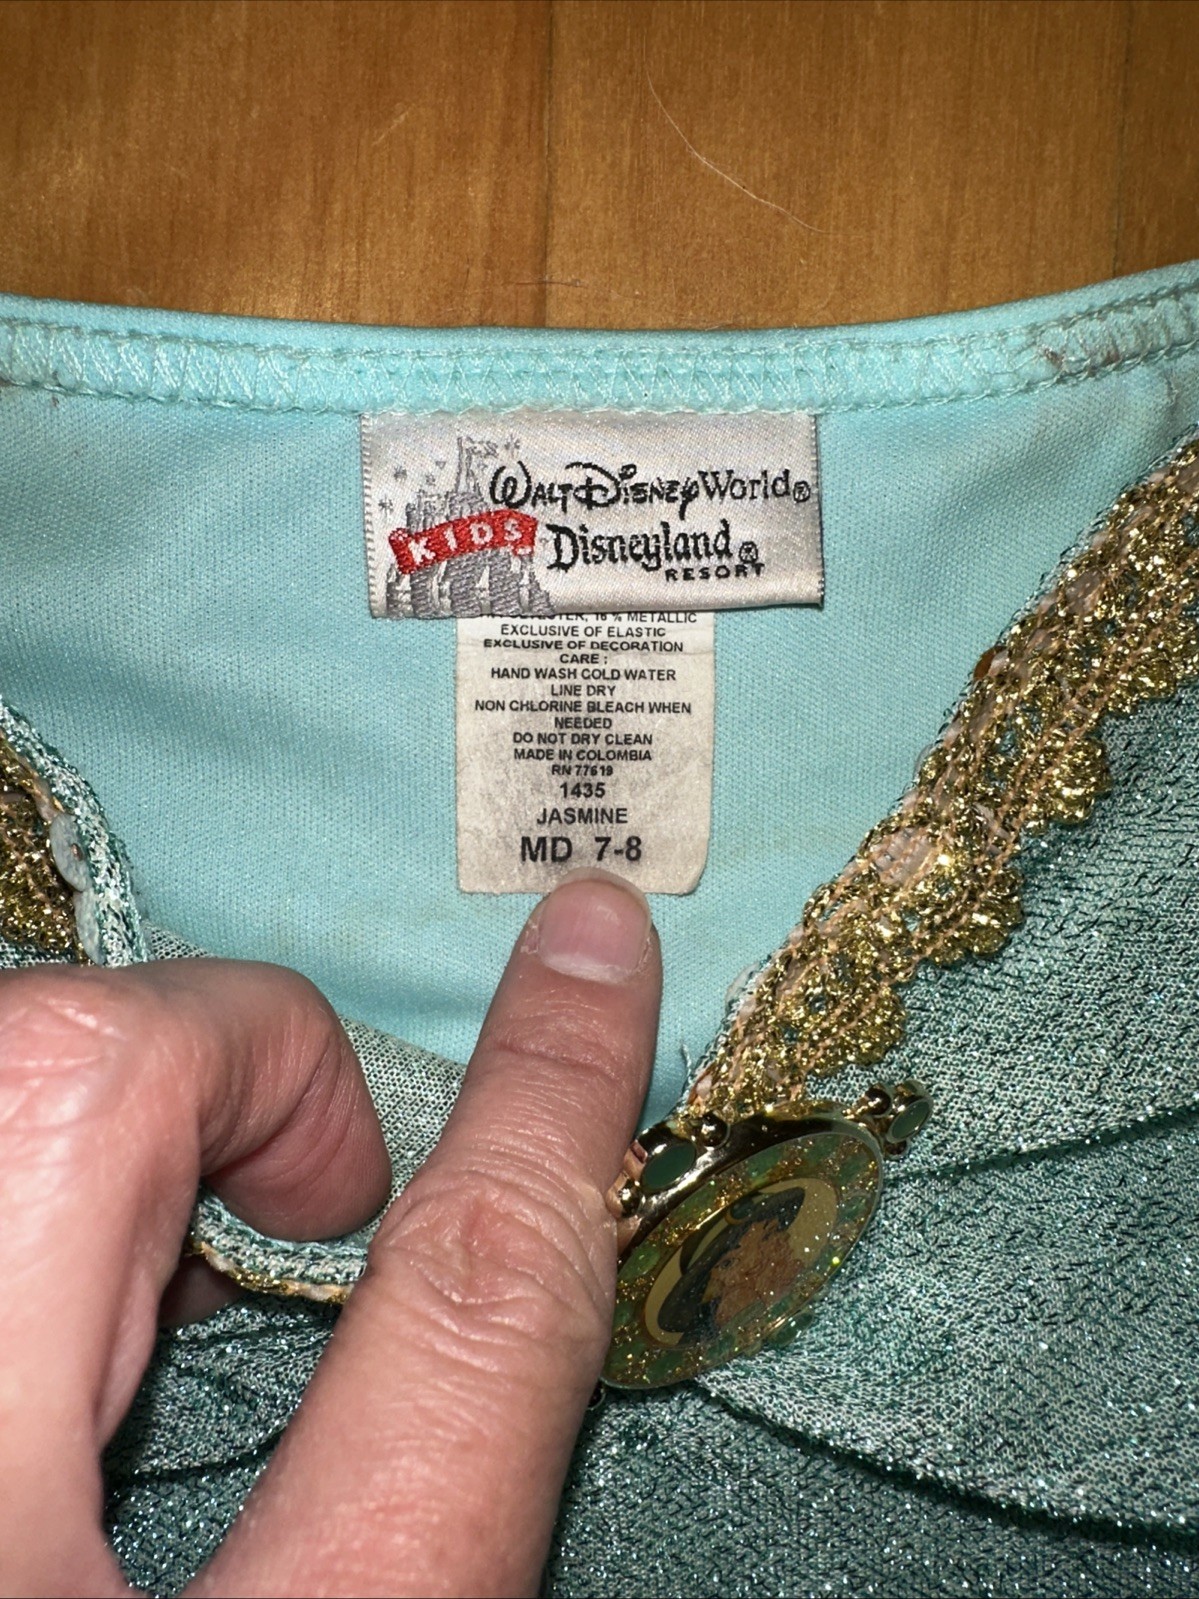 Walt Disney World®
KIDS
Disneyland®
RESORT
16 % METALLIC
EXCLUSIVE OF ELASTIC
EXCLUSIVE OF DECORATION
CARE :
HAND WASH COLD WATER
LINE DRY
NON CHLORINE BLEACH WHEN
NEEDED
DO NOT DRY CLEAN
MADE IN COLOMBIA
RN 77619
1435
JASMINE
MD 7-8